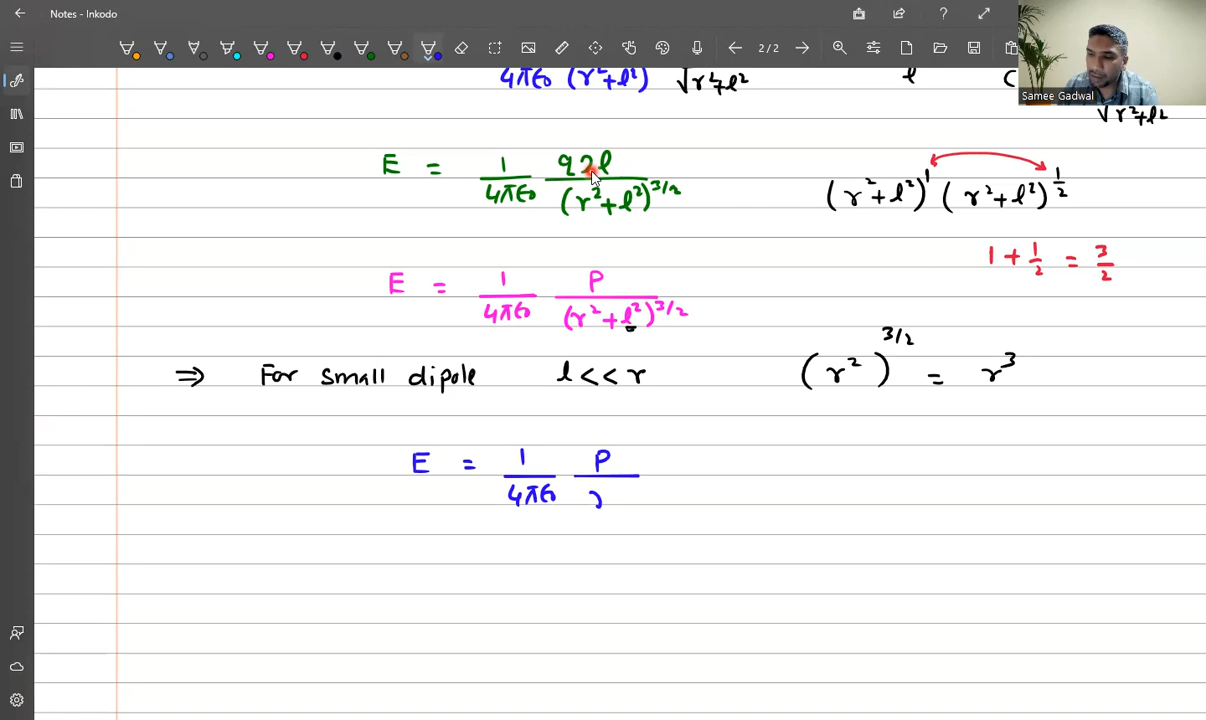 Notes - Inkodo
2/2
Samee Gadwal
4πε0 (r²+l²) √r²+l² l
√r²+l²
E = 1/4πε0 q2l/(r²+l²)^3/2 (r²+l²)^1 (r²+l²)^1/2
1 + 1/2 = 3/2
E = 1/4πε0 P/(r²+l²)^3/2
⇒ For small dipole l << r (r²)^3/2 = r³
E = 1/4πε0 P